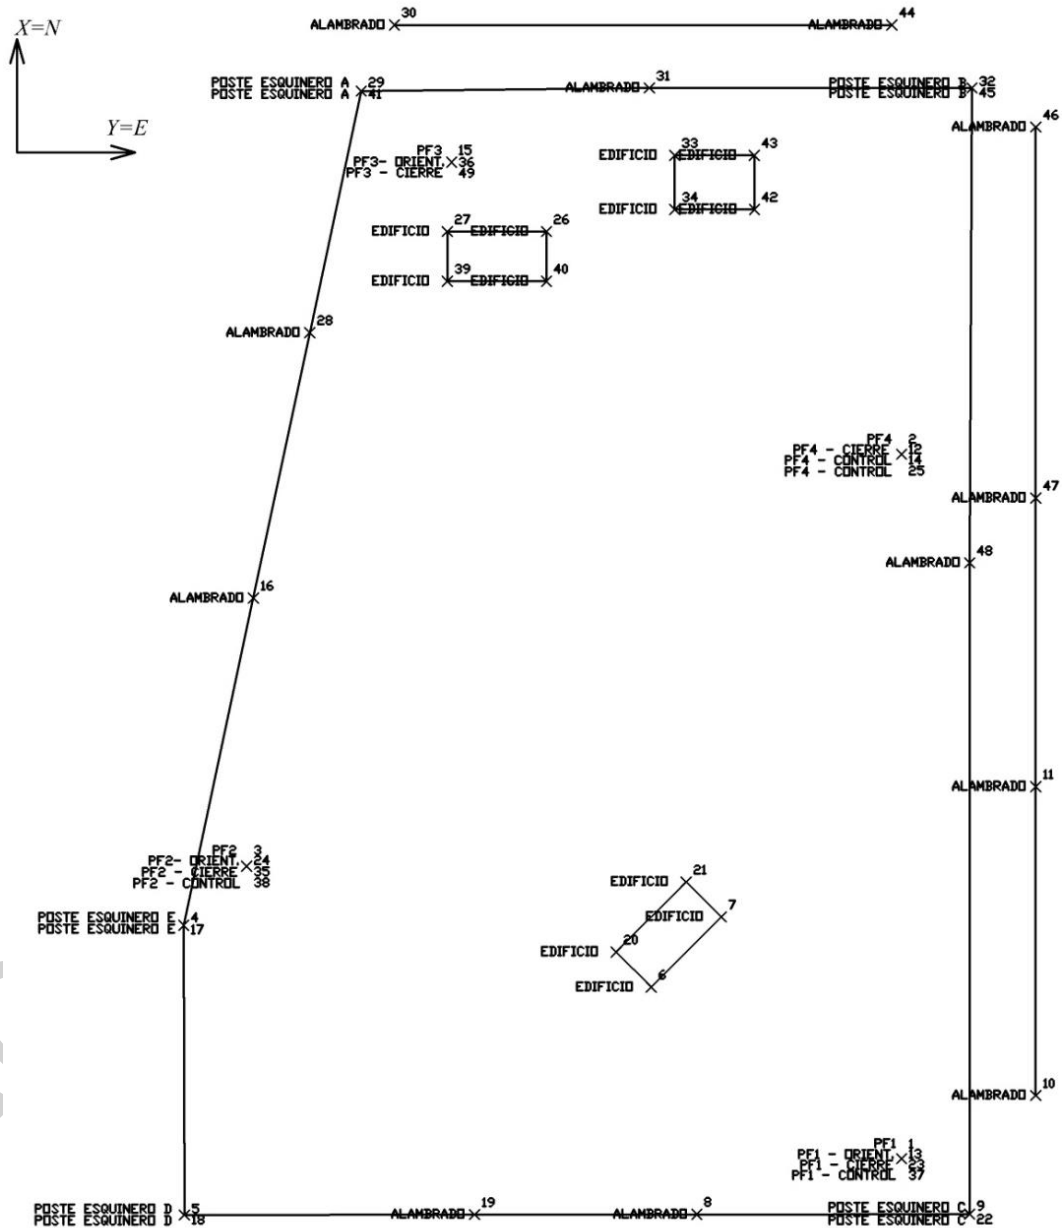 30
44
ALAMBRADO
ALAMBRADO
X=N
29
31
32
POSTE ESQUINERO A
ALAMBRADO
POSTE ESQUINERO B
POSTE ESQUINERO A 41
POSTE ESQUINERO B 45
46
ALAMBRADO
Y=E
PF3 15
PF3- ORIENT. 36
PF3 - CIERRE 49
33
43
EDIFICIO
EDIFICIO
34
42
EDIFICIO
EDIFICIO
27
26
EDIFICIO
EDIFICIO
39
40
EDIFICIO
EDIFICIO
28
ALAMBRADO
PF4 2
PF4 - CIERRE 12
PF4 - CONTROL 14
PF4 - CONTROL 25
47
ALAMBRADO
48
ALAMBRADO
16
ALAMBRADO
11
ALAMBRADO
PF2 3
PF2- ORIENT. 24
PF2 - CIERRE 35
PF2 - CONTROL 38
21
EDIFICIO
7
EDIFICIO
POSTE ESQUINERO E 4
POSTE ESQUINERO E 17
20
EDIFICIO
6
EDIFICIO
10
ALAMBRADO
PF1 1
PF1 - ORIENT. 13
PF1 - CIERRE 23
PF1 - CONTROL 37
POSTE ESQUINERO D 5
POSTE ESQUINERO D 18
19
ALAMBRADO
8
ALAMBRADO
POSTE ESQUINERO C 9
POSTE ESQUINERO C 22